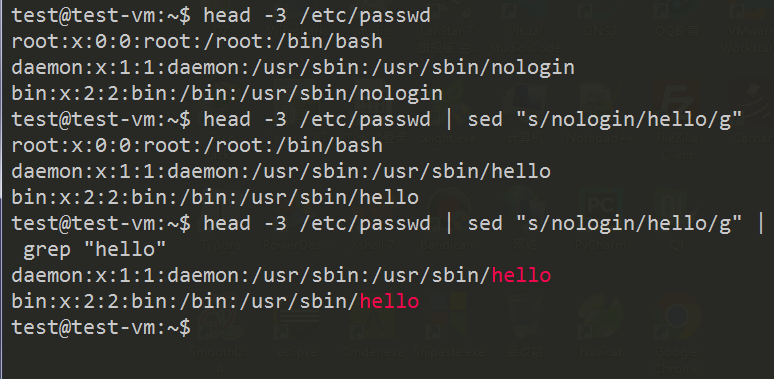 test@test-vm:~$ head -3 /etc/passwd
root:x:0:0:root:/root:/bin/bash
daemon:x:1:1:daemon:/usr/sbin:/usr/sbin/nologin
bin:x:2:2:bin:/bin:/usr/sbin/nologin
test@test-vm:~$ head -3 /etc/passwd | sed "s/nologin/hello/g"
root:x:0:0:root:/root:/bin/bash
daemon:x:1:1:daemon:/usr/sbin:/usr/sbin/hello
bin:x:2:2:bin:/bin:/usr/sbin/hello
test@test-vm:~$ head -3 /etc/passwd | sed "s/nologin/hello/g" |
 grep "hello"
daemon:x:1:1:daemon:/usr/sbin:/usr/sbin/hello
bin:x:2:2:bin:/bin:/usr/sbin/hello
test@test-vm:~$